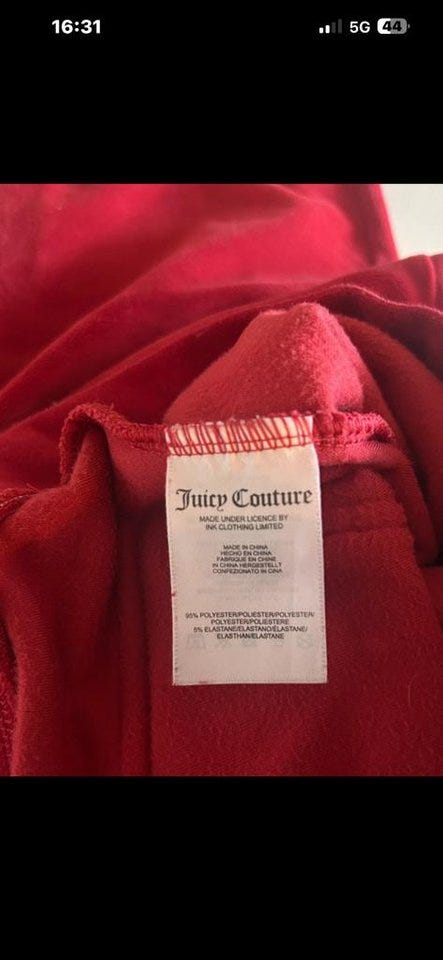 16:31
5G 44
Juicy Couture
MADE UNDER LICENCE BY
INK CLOTHING LIMITED
MADE IN CHINA
HECHO EN CHINA
FABRIQUE EN CHINE
IN CHINA HERGESTELLT
CONFEZIONATO IN CINA
95% POLYESTER/POLIESTER/POLYESTER/
POLYESTER/POLIESTERE
5% ELASTANE/ELASTANO/ÉLASTANE/
ELASTHAN/ELASTANE